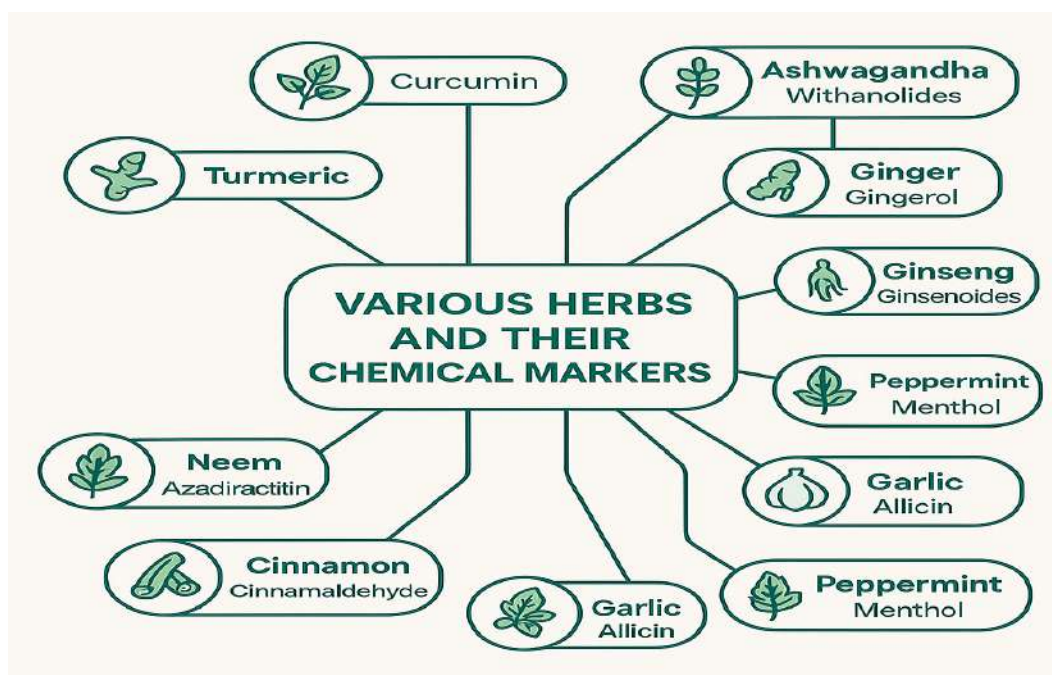 Curcumin
Ashwagandha
Withanolides
Turmeric
Ginger
Gingerol
Ginseng
Ginsenoides
VARIOUS HERBS
AND THEIR
CHEMICAL MARKERS
Peppermint
Menthol
Neem
Azadiractitin
Garlic
Allicin
Cinnamon
Cinnamaldehyde
Garlic
Allicin
Peppermint
Menthol